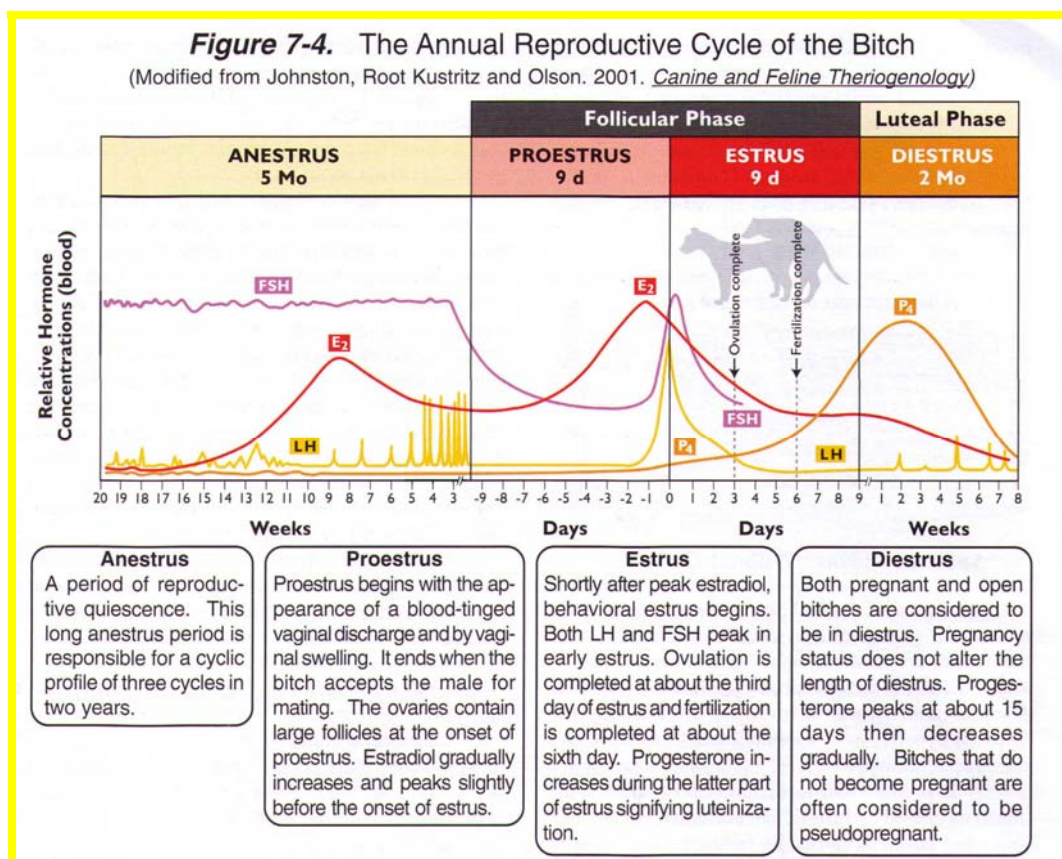 Figure 7-4. The Annual Reproductive Cycle of the Bitch
(Modified from Johnston, Root Kustritz and Olson. 2001. Canine and Feline Theriogenology)
Follicular Phase
Luteal Phase
ANESTRUS
5 Mo
PROESTRUS
9 d
ESTRUS
9 d
DIESTRUS
2 Mo
Relative Hormone
Concentrations (blood)
FSH
E2
LH
E2
P4
FSH
Ovulation complete
Fertilization complete
LH
P4
20 19 18 17 16 15 14 13 12 11 10 9 8 7 6 5 4 3 -9 -8 -7 -6 -5 -4 -3 -2 -1 0 1 2 3 4 5 6 7 8 9 1 2 3 4 5 6 7 8
Weeks
Days
Days
Weeks
Anestrus
A period of reproduc-
tive quiescence. This
long anestrus period is
responsible for a cyclic
profile of three cycles in
two years.
Proestrus
Proestrus begins with the ap-
pearance of a blood-tinged
vaginal discharge and by vagi-
nal swelling. It ends when the
bitch accepts the male for
mating. The ovaries contain
large follicles at the onset of
proestrus. Estradiol gradually
increases and peaks slightly
before the onset of estrus.
Estrus
Shortly after peak estradiol,
behavioral estrus begins.
Both LH and FSH peak in
early estrus. Ovulation is
completed at about the third
day of estrus and fertilization
is completed at about the
sixth day. Progesterone in-
creases during the latter part
of estrus signifying luteiniza-
tion.
Diestrus
Both pregnant and open
bitches are considered to
be in diestrus. Pregnancy
status does not alter the
length of diestrus. Proges-
terone peaks at about 15
days then decreases
gradually. Bitches that do
not become pregnant are
often considered to be
pseudopregnant.